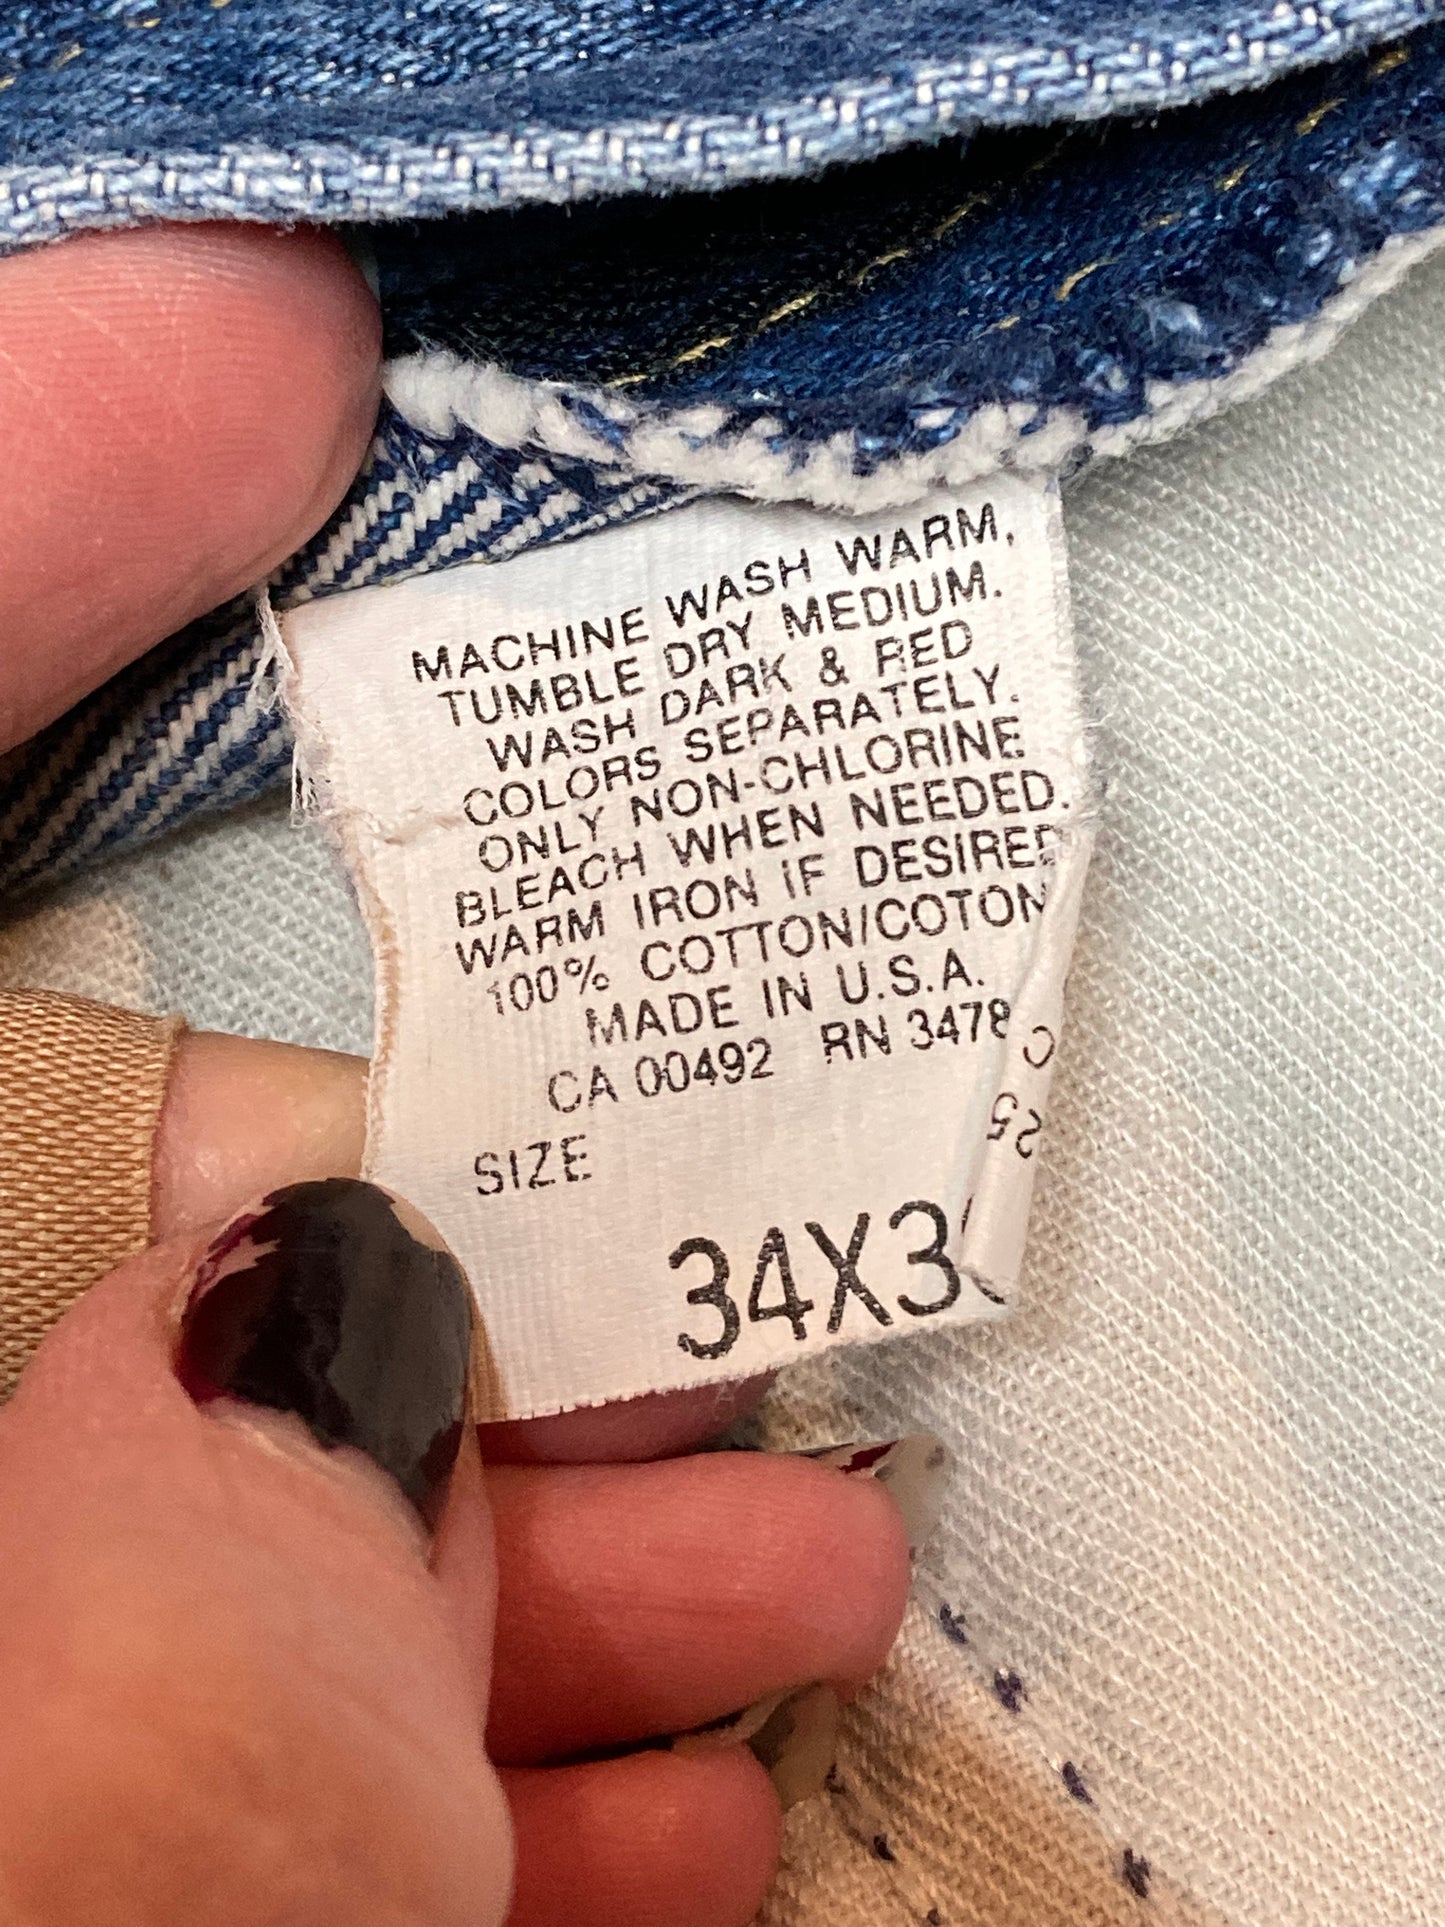 MACHINE WASH WARM,
TUMBLE DRY MEDIUM.
WASH DARK & RED
COLORS SEPARATELY.
ONLY NON-CHLORINE
BLEACH WHEN NEEDED.
WARM IRON IF DESIRED
100% COTTON/COTON
MADE IN U.S.A.
CA 00492 RN 3478
SIZE
34X3